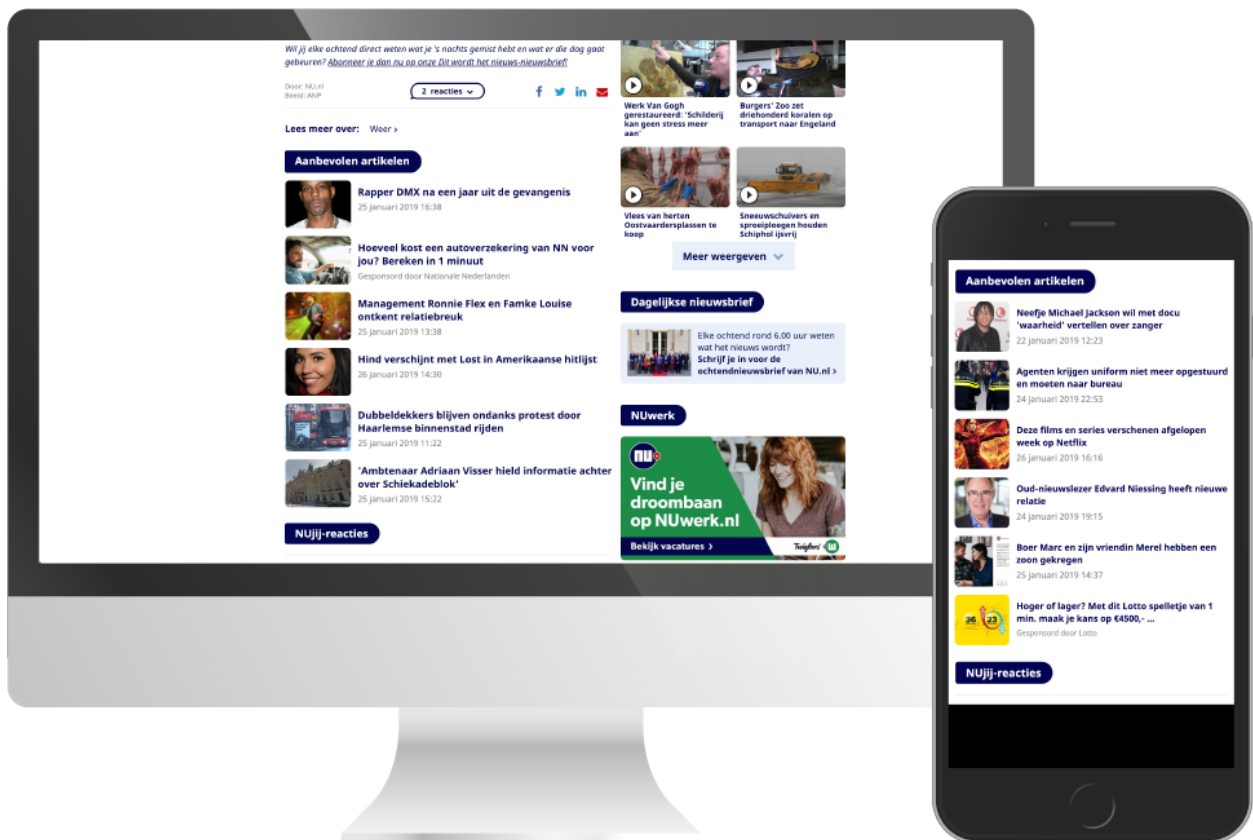 Wil jij elke ochtend direct weten wat je 's nachts gemist hebt en wat er die dag gaat
gebeuren? Abonneer je dan nu op onze Dit wordt het nieuws-nieuwsbrief!
Door: NU.nl
Beeld: ANP
2 reacties
Lees meer over: Weer ›
Aanbevolen artikelen
Rapper DMX na een jaar uit de gevangenis
25 januari 2019 16:38
Hoeveel kost een autoverzekering van NN voor
jou? Bereken in 1 minuut
Gesponsord door Nationale Nederlanden
Management Ronnie Flex en Famke Louise
ontkent relatiebreuk
25 januari 2019 13:38
Hind verschijnt met Lost in Amerikaanse hitlijst
26 januari 2019 14:30
Dubbeldekkers blijven ondanks protest door
Haarlemse binnenstad rijden
25 januari 2019 11:22
'Ambtenaar Adriaan Visser hield informatie achter
over Schiekadeblok'
25 januari 2019 15:22
NUjij-reacties
Werk Van Gogh
gerestaureerd: 'Schilderij
kan geen stress meer
aan'
Burgers' Zoo zet
driehonderd koralen op
transport naar Engeland
Vlees van herten
Oostvaardersplassen te
koop
Sneeuwschuivers en
sproeiploegen houden
Schiphol ijsvrij
Meer weergeven
Dagelijkse nieuwsbrief
Elke ochtend rond 6.00 uur weten
wat het nieuws wordt?
Schrijf je in voor de
ochtendnieuwsbrief van NU.nl ›
NUwerk
nu
Vind je
droombaan
op NUwerk.nl
Bekijk vacatures ›
Aanbevolen artikelen
Neefje Michael Jackson wil met docu
'waarheid' vertellen over zanger
22 januari 2019 12:23
Agenten krijgen uniform niet meer opgestuurd
en moeten naar bureau
24 januari 2019 22:53
Deze films en series verschenen afgelopen
week op Netflix
26 januari 2019 16:16
Oud-nieuwslezer Edvard Niessing heeft nieuwe
relatie
24 januari 2019 19:15
Boer Marc en zijn vriendin Merel hebben een
zoon gekregen
25 januari 2019 14:37
36 23
Hoger of lager? Met dit Lotto spelletje van 1
min. maak je kans op €4500,- ...
Gesponsord door Lotto
NUjij-reacties